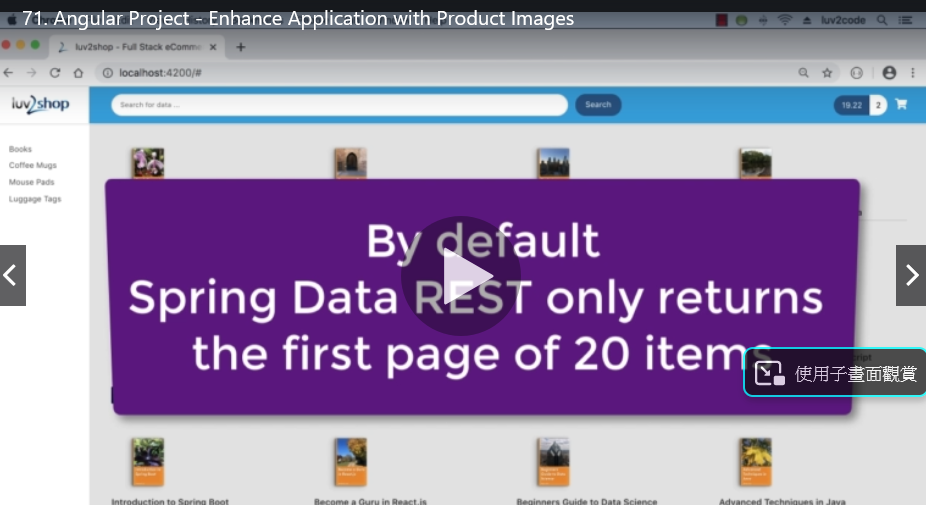 71. Angular Project - Enhance Application with Product Images
luv2code
luv2shop - Full Stack eComme
localhost:4200/#
luv2shop
Search for data ...
Search
19.22
2
Books
Coffee Mugs
Mouse Pads
Luggage Tags
By default
Spring Data REST only returns
the first page of 20 items
使用子畫面觀賞
Introduction to Spring Boot
Become a Guru in React.js
Beginners Guide to Data Science
Advanced Techniques in Java